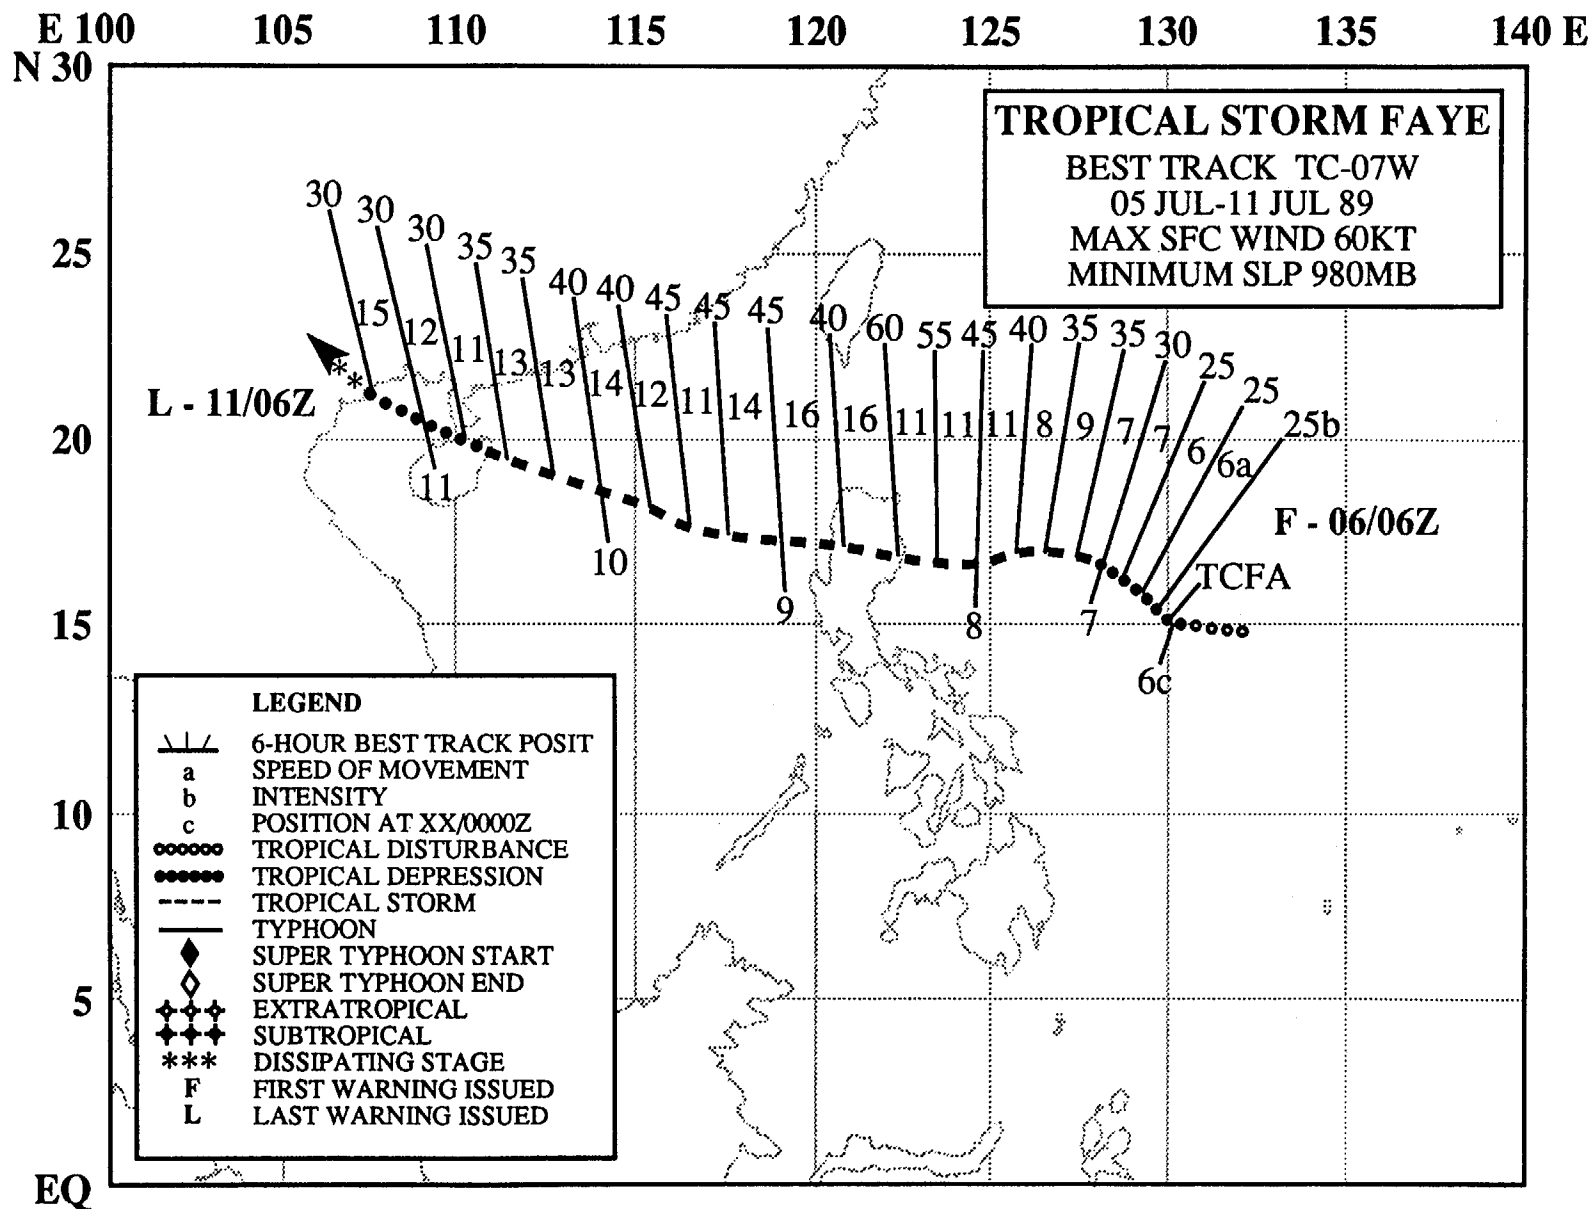 E 100 105 110 115 120 125 130 135 140 E
N 30
TROPICAL STORM FAYE
BEST TRACK TC-07W
05 JUL-11 JUL 89
MAX SFC WIND 60KT
MINIMUM SLP 980MB
30 30 30 35 35 40 40 45 45 45 40 60 55 45 40 35 35 30 25 25 25b
25
15 12 11 13 13 14 12 11 14 16 16 11 11 11 8 9 7 7 6 6a
L - 11/06Z
20
11
F - 06/06Z
10
TCFA
9
8
7
15
6c
LEGEND
6-HOUR BEST TRACK POSIT
a SPEED OF MOVEMENT
b INTENSITY
c POSITION AT XX/0000Z
TROPICAL DISTURBANCE
TROPICAL DEPRESSION
TROPICAL STORM
TYPHOON
SUPER TYPHOON START
SUPER TYPHOON END
EXTRATROPICAL
SUBTROPICAL
*** DISSIPATING STAGE
F FIRST WARNING ISSUED
L LAST WARNING ISSUED
10
5
EQ